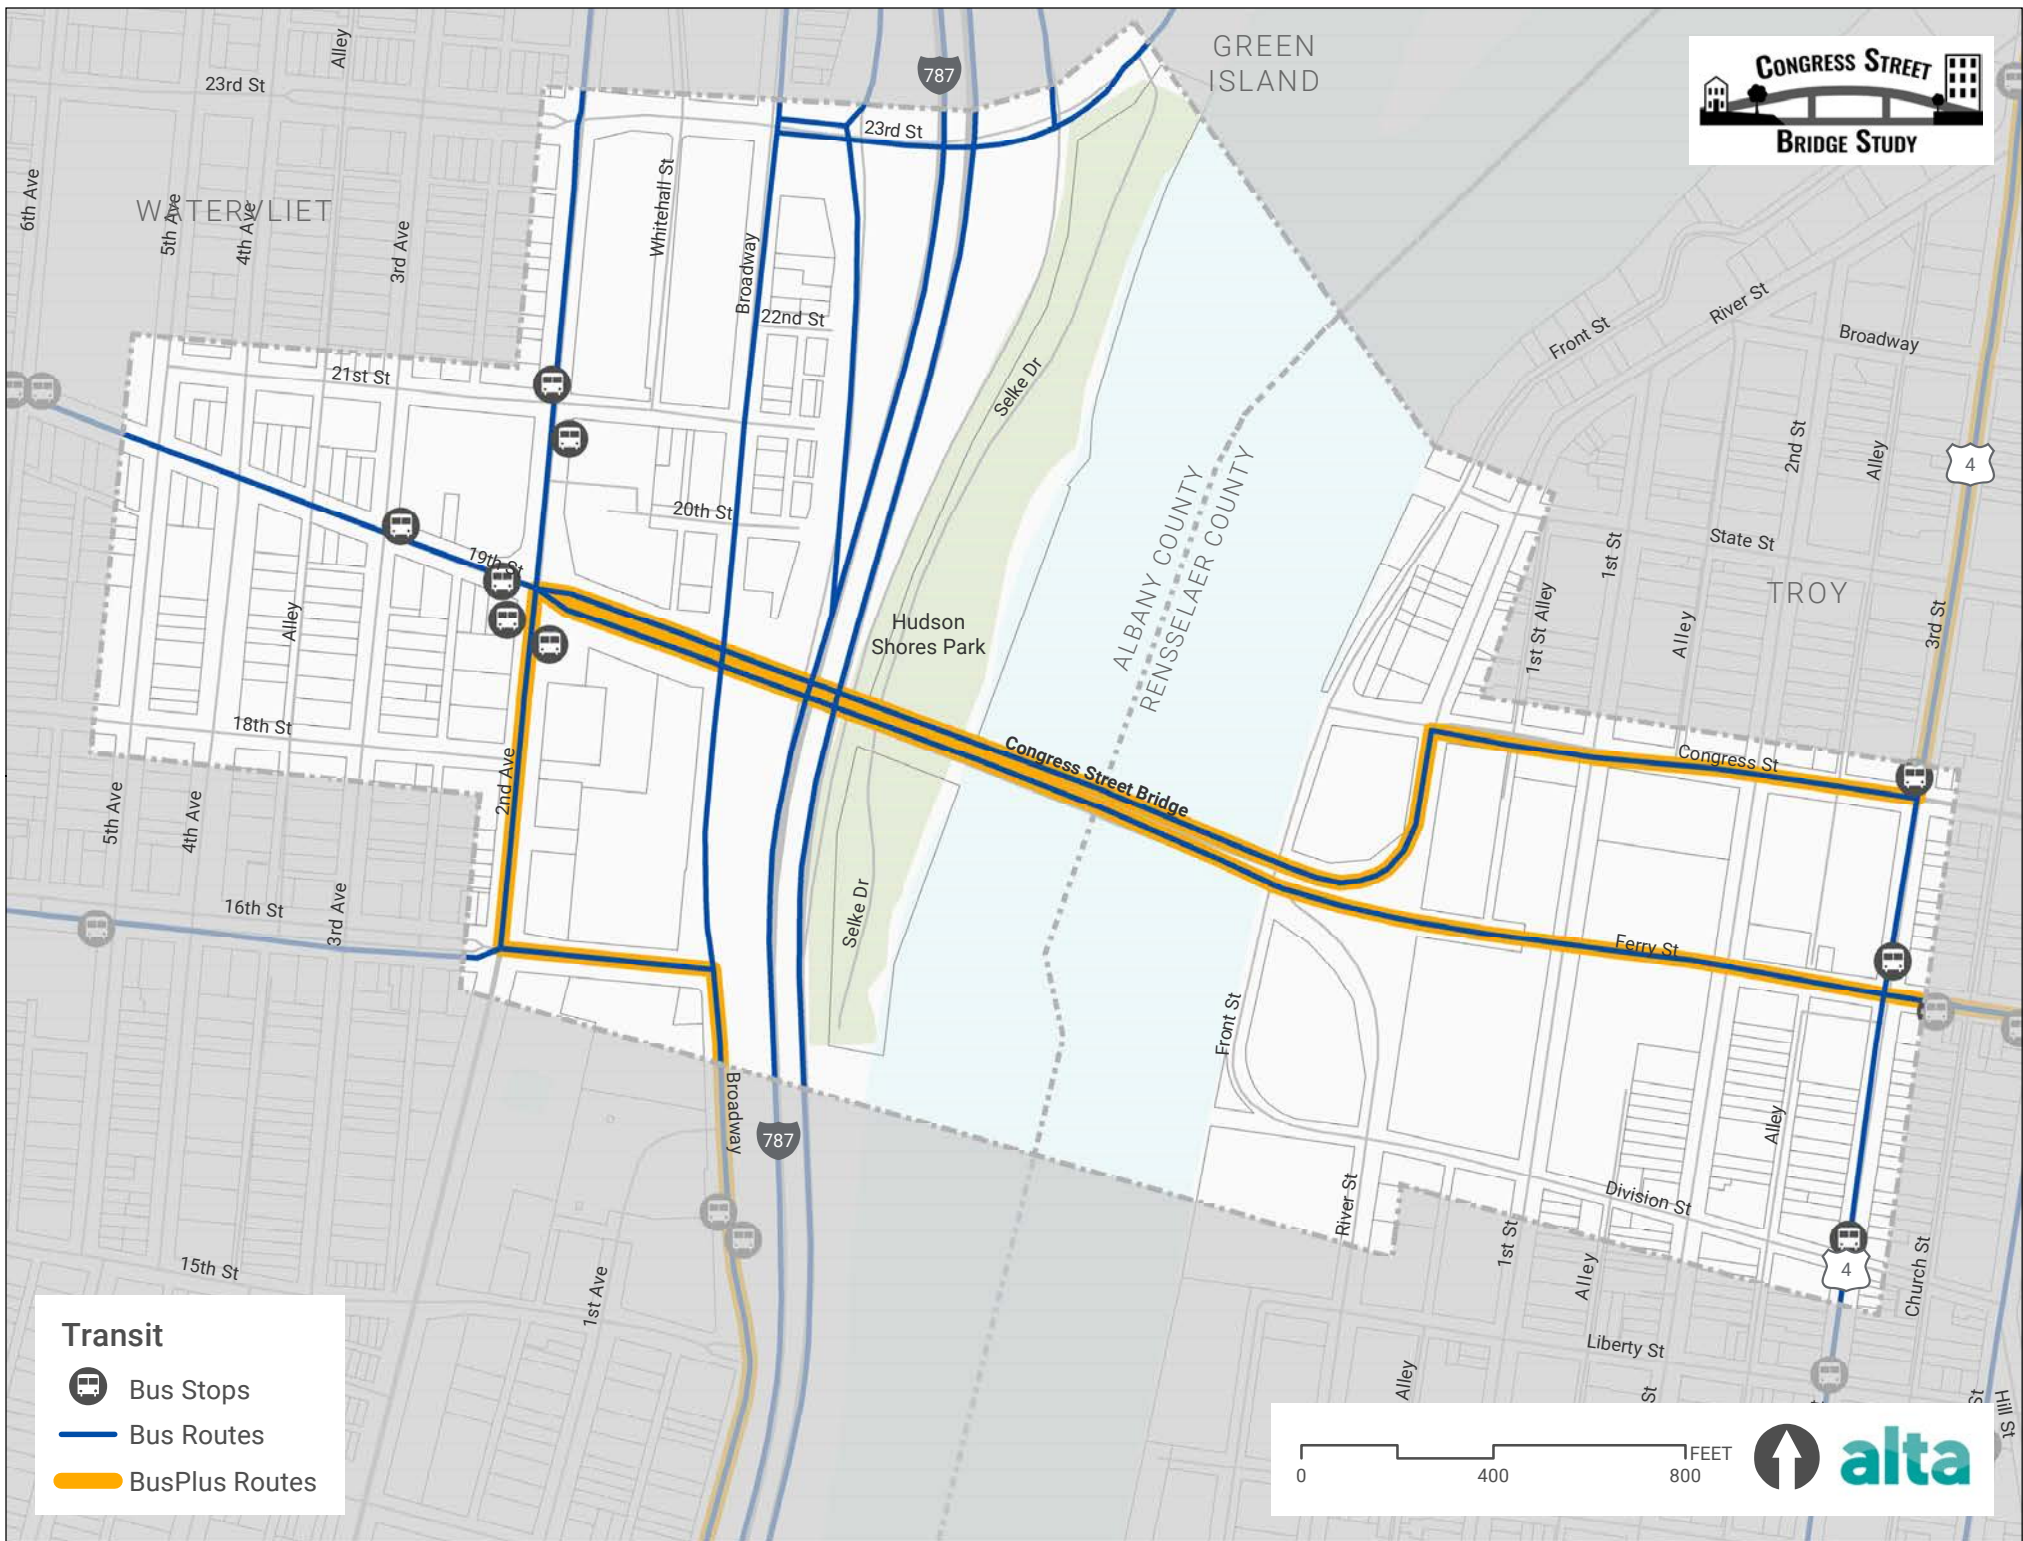 GREEN
ISLAND
787
CONGRESS STREET
BRIDGE STUDY
Alley
23rd St
23rd St
6th Ave
WATERVLIET
5th Ave
4th Ave
3rd Ave
Whitehall St
Broadway
22nd St
River St
Front St
Broadway
21st St
Selke Dr
2nd St
Alley
4
20th St
ALBANY COUNTY
RENSSELAER COUNTY
State St
1st St
19th St
TROY
1st St Alley
Alley
3rd St
Alley
Hudson
Shores Park
18th St
2nd Ave
Congress Street Bridge
Congress St
5th Ave
4th Ave
3rd Ave
16th St
Selke Dr
Ferry St
Front St
Broadway
787
Alley
River St
Division St
1st St
Alley
Church St
4
15th St
1st Ave
Liberty St
Alley
St
St
Hill St
Transit
Bus Stops
Bus Routes
BusPlus Routes
FEET
0
400
800
alta